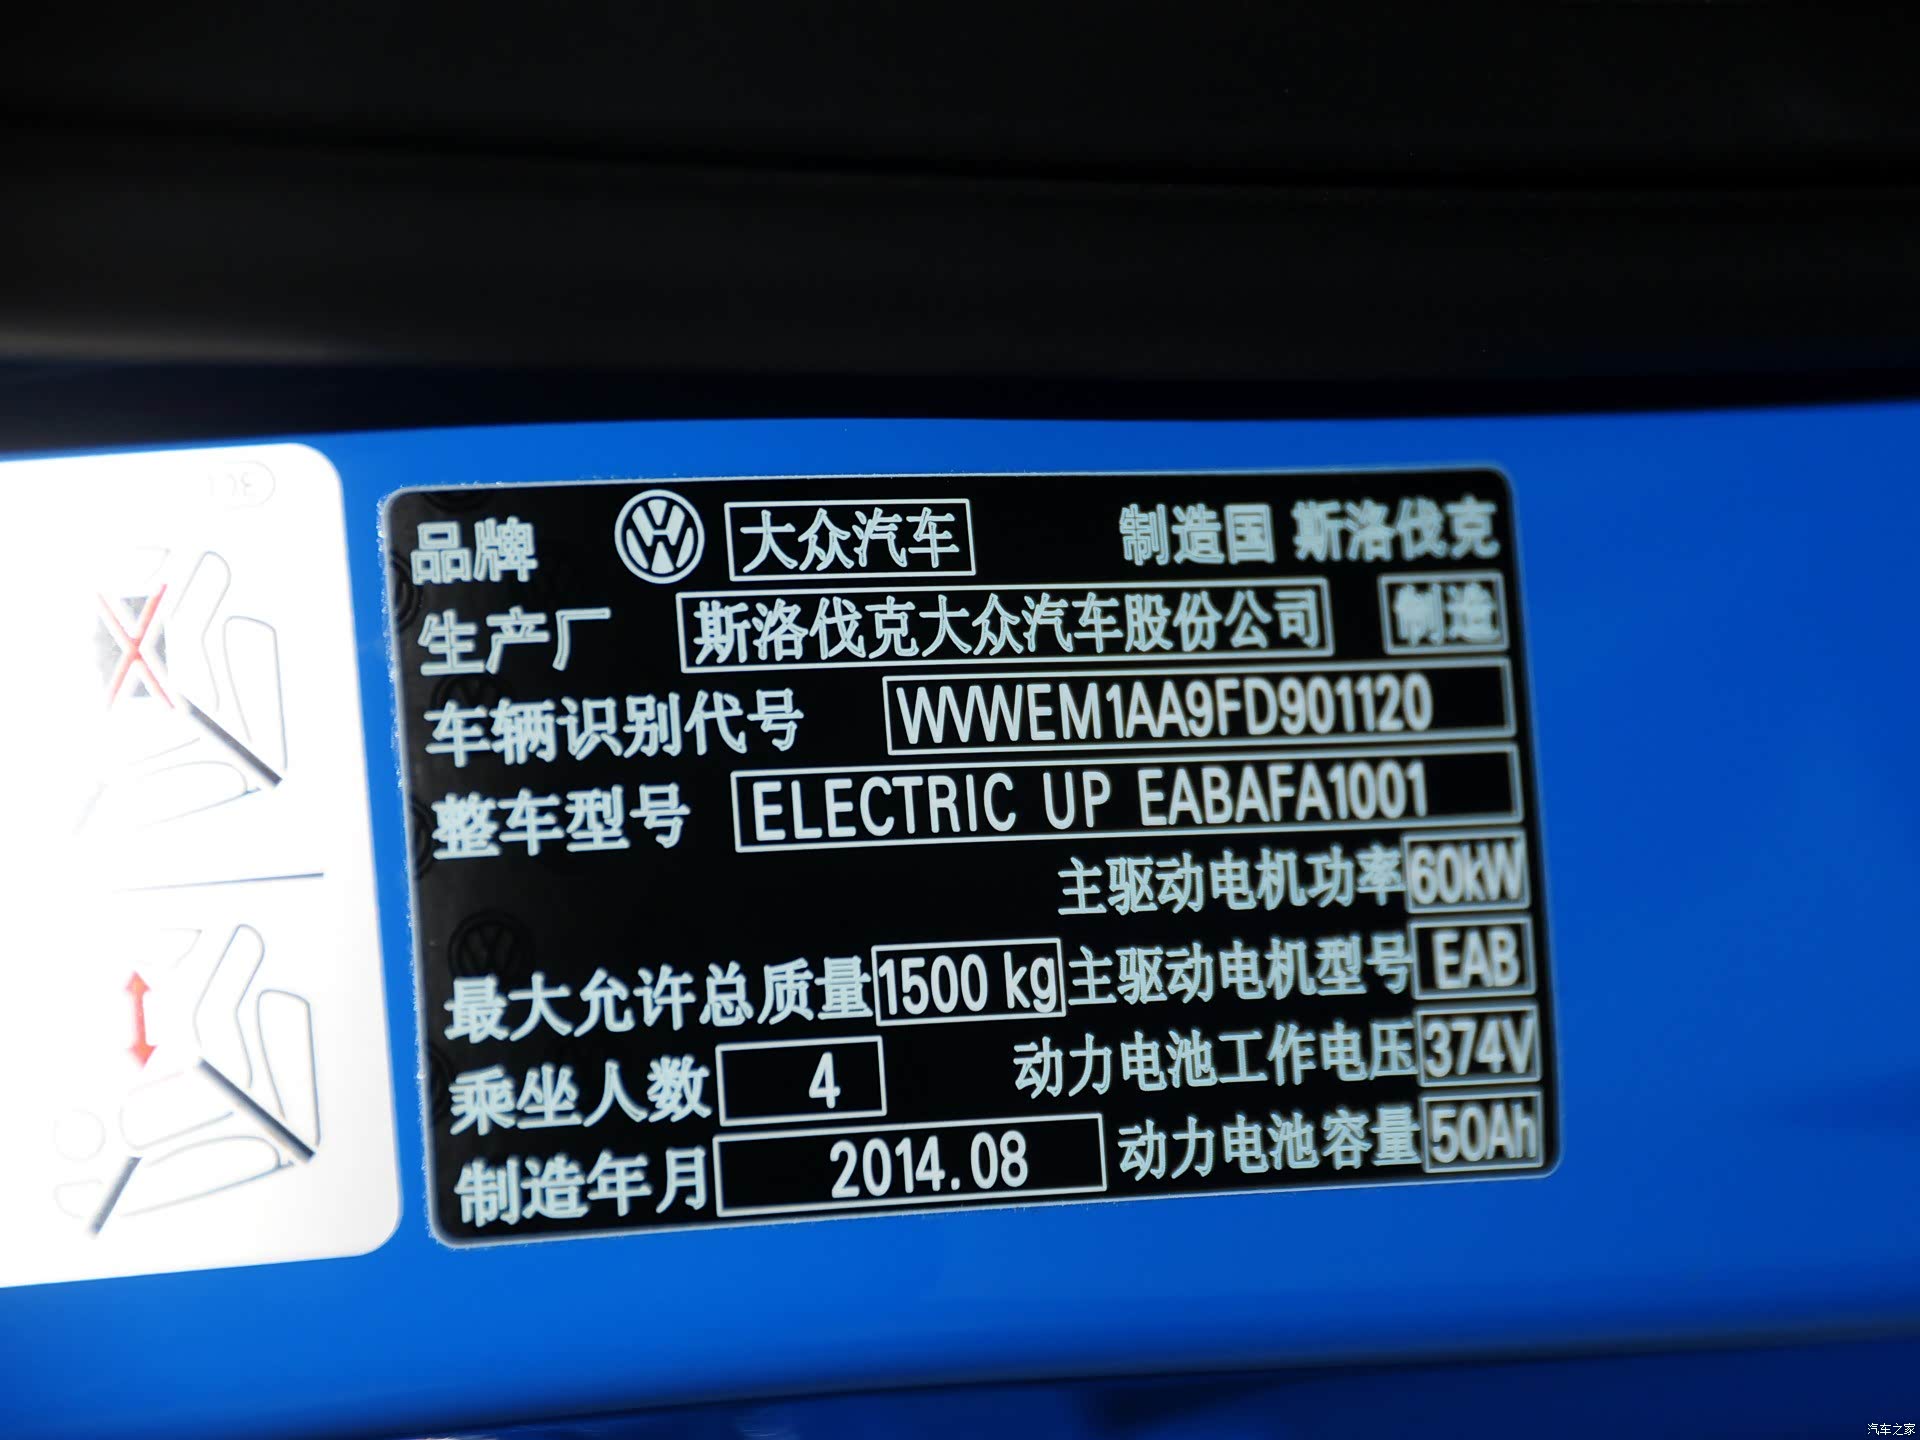 品牌 大众汽车 制造国 斯洛伐克
生产厂 斯洛伐克大众汽车股份公司 制造
车辆识别代号 WVWEM1AA9FD901120
整车型号 ELECTRIC UP EABAFA1001
主驱动电机功率 60kW
最大允许总质量 1500 kg 主驱动电机型号 EAB
乘坐人数 4 动力电池工作电压 374V
制造年月 2014.08 动力电池容量 50Ah
汽车之家